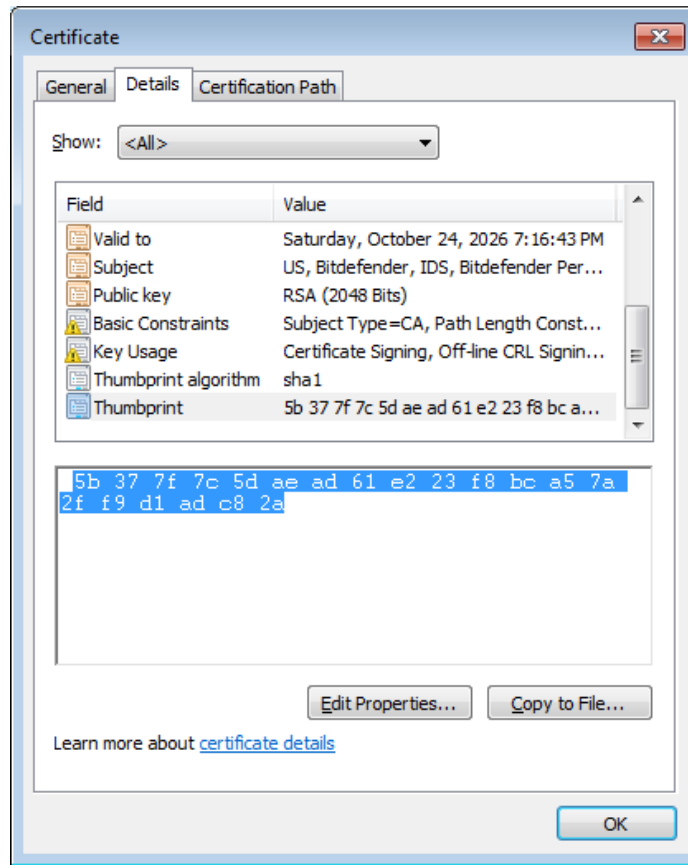 Certificate
General Details Certification Path
Show: <All>
Field Value
Valid to Saturday, October 24, 2026 7:16:43 PM
Subject US, Bitdefender, IDS, Bitdefender Per...
Public key RSA (2048 Bits)
Basic Constraints Subject Type=CA, Path Length Const...
Key Usage Certificate Signing, Off-line CRL Signin...
Thumbprint algorithm sha1
Thumbprint 5b 37 7f 7c 5d ae ad 61 e2 23 f8 bc a...
5b 37 7f 7c 5d ae ad 61 e2 23 f8 bc a5 7a
2f f9 d1 ad c8 2a
Edit Properties... Copy to File...
Learn more about certificate details
OK